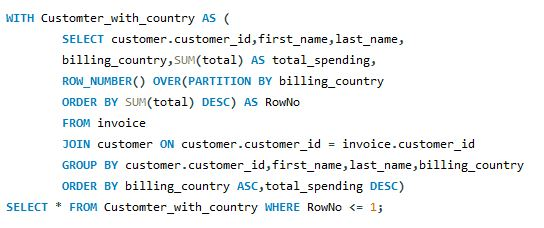 WITH Customter_with_country AS (
SELECT customer.customer_id,first_name,last_name,
billing_country,SUM(total) AS total_spending,
ROW_NUMBER() OVER(PARTITION BY billing_country
ORDER BY SUM(total) DESC) AS RowNo
FROM invoice
JOIN customer ON customer.customer_id = invoice.customer_id
GROUP BY customer.customer_id,first_name,last_name,billing_country
ORDER BY billing_country ASC,total_spending DESC)
SELECT * FROM Customter_with_country WHERE RowNo <= 1;